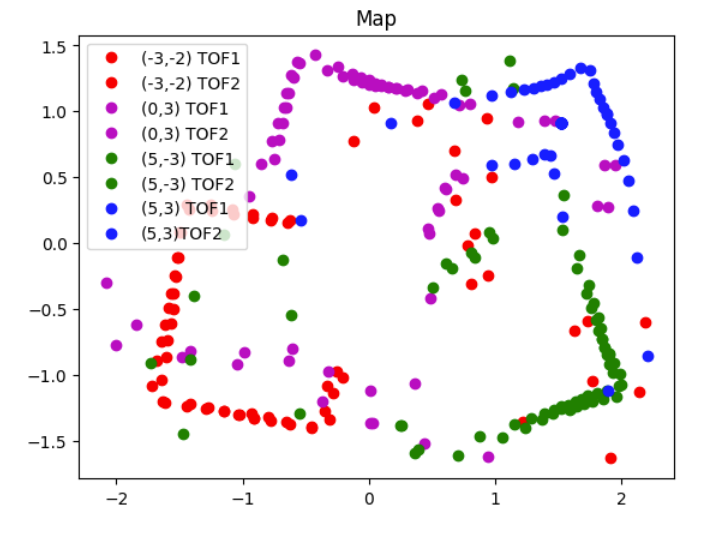 Map
(-3,-2) TOF1
(-3,-2) TOF2
(0,3) TOF1
(0,3) TOF2
(5,-3) TOF1
(5,-3) TOF2
(5,3) TOF1
(5,3)TOF2
1.5
1.0
0.5
0.0
−0.5
−1.0
−1.5
−2 −1 0 1 2